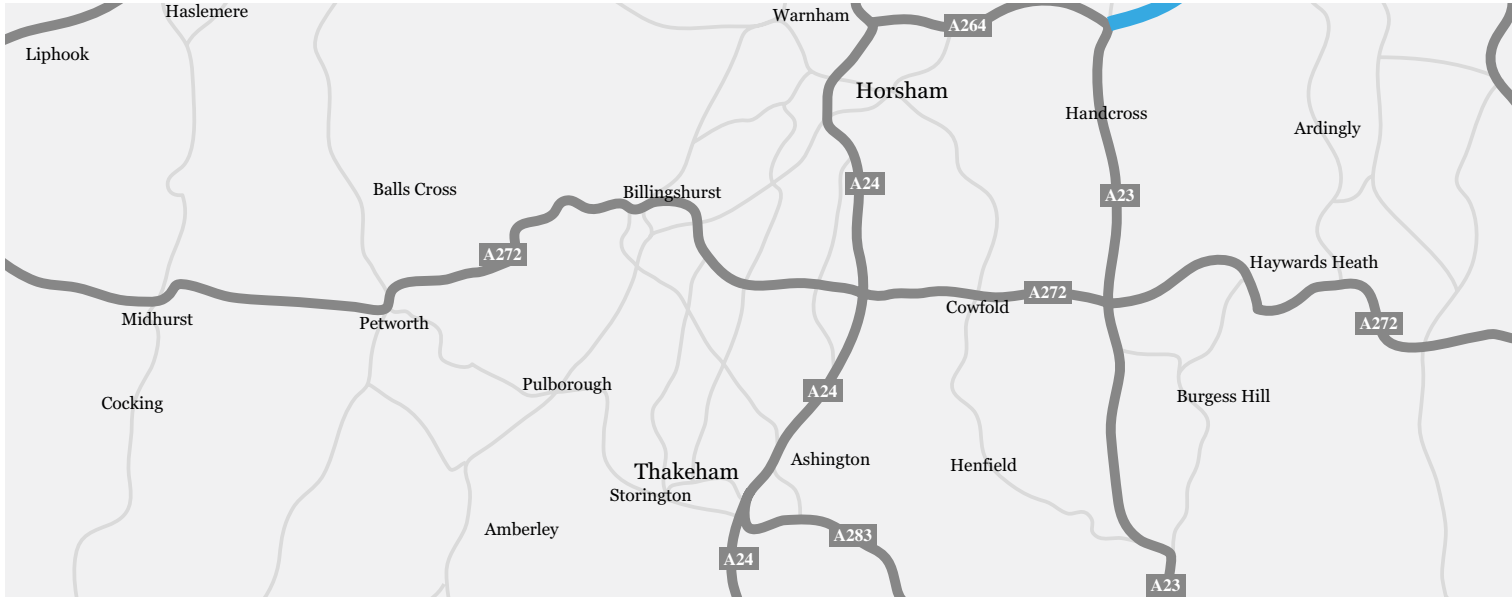 Haslemere
Warnham
A264
Liphook
Horsham
Handcross
Ardingly
Balls Cross
Billingshurst
A24
A23
A272
Haywards Heath
A272
Cowfold
Midhurst
Petworth
A272
Pulborough
A24
Burgess Hill
Cocking
Ashington
Henfield
Thakeham
Storington
Amberley
A283
A24
A23